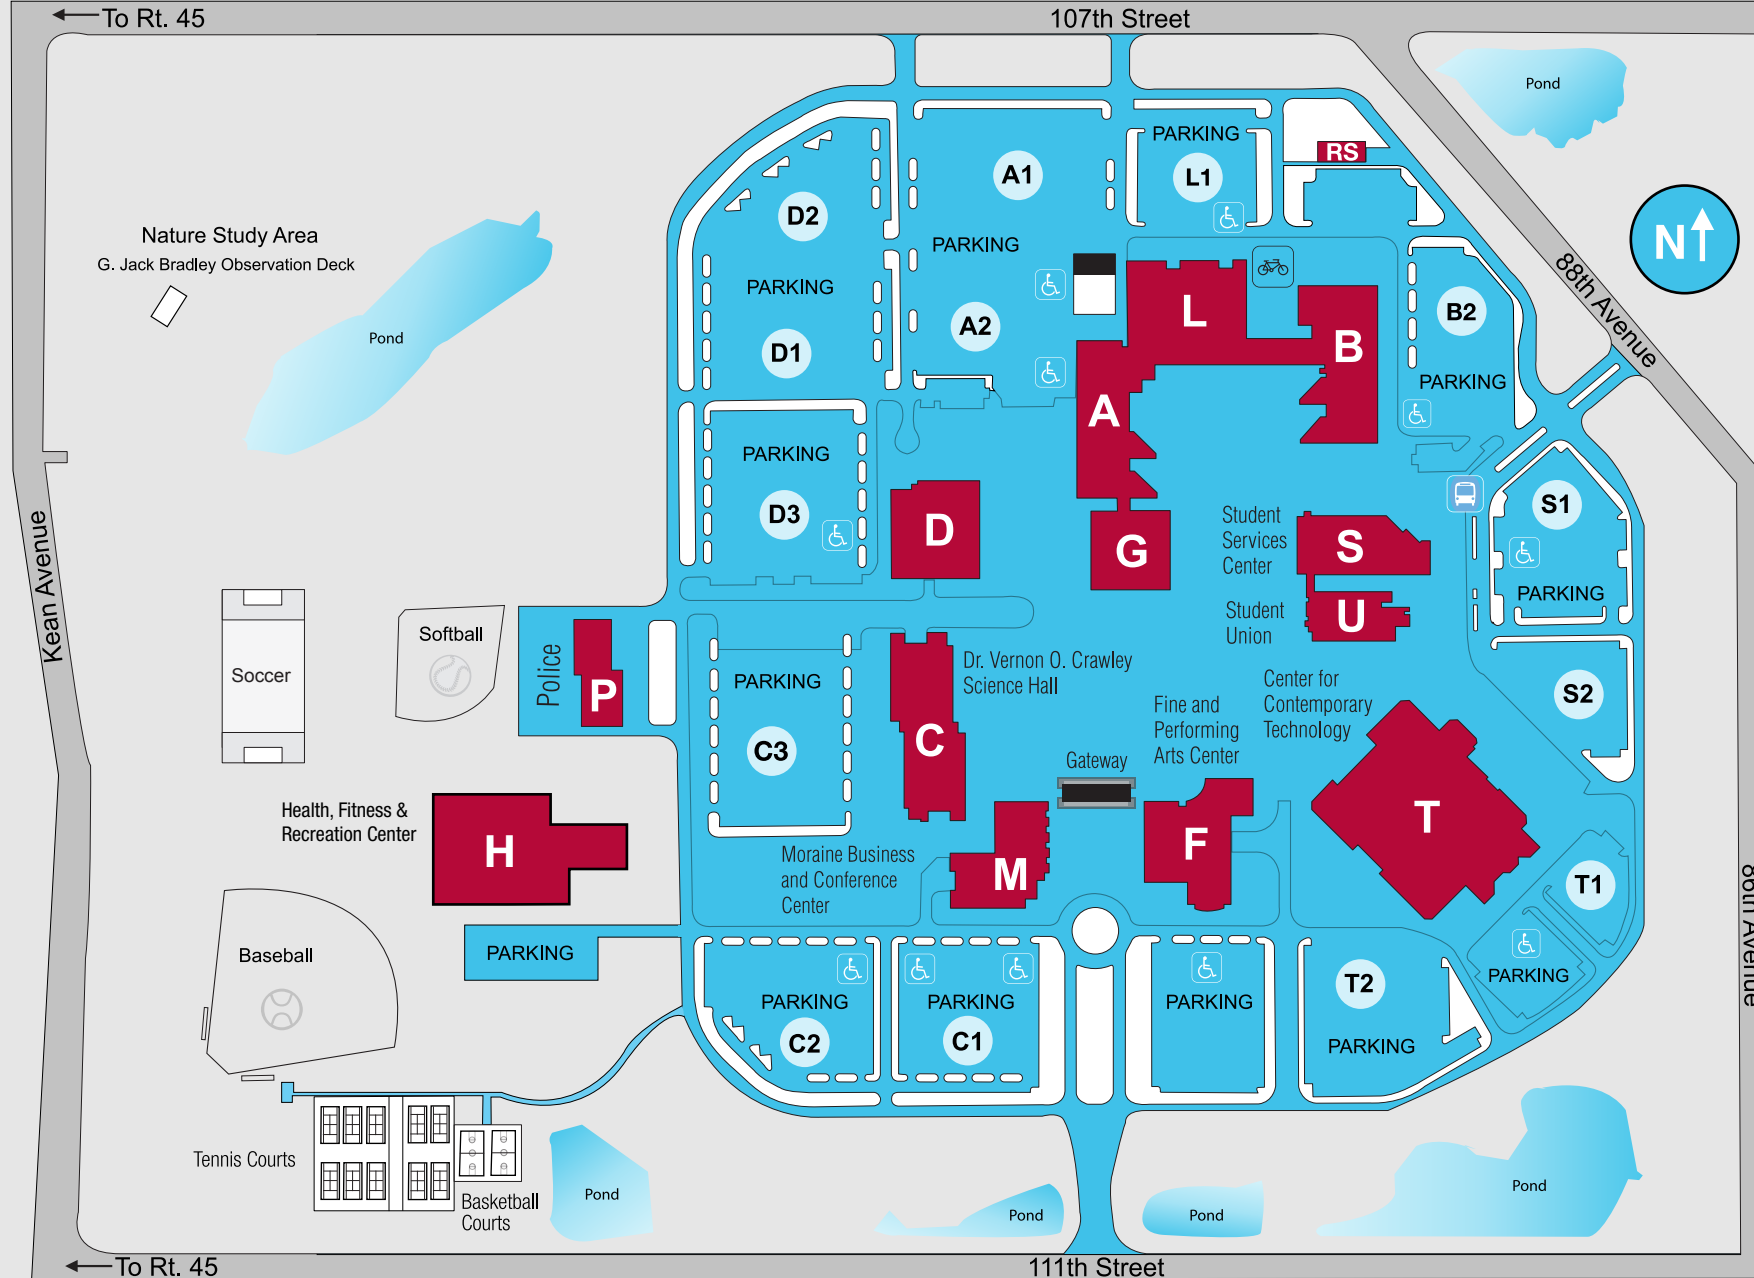 To Rt. 45
107th Street
Pond
PARKING
RS
A1
L1
D2
N
Nature Study Area
G. Jack Bradley Observation Deck
PARKING
88th Avenue
PARKING
L
B2
A2
Pond
D1
B
PARKING
A
PARKING
D3
S1
Student
Services
Center
D
G
S
Kean Avenue
PARKING
Student
Union
U
Softball
Police
Dr. Vernon O. Crawley
Science Hall
Soccer
PARKING
P
Center for
Contemporary
Technology
S2
Fine and
Performing
Arts Center
C
C3
Gateway
Health, Fitness &
Recreation Center
H
T
F
Moraine Business
and Conference
Center
M
T1
86th Avenue
Baseball
PARKING
PARKING
T2
PARKING
PARKING
PARKING
C2
C1
PARKING
Tennis Courts
Basketball
Courts
Pond
Pond
Pond
Pond
To Rt. 45
111th Street